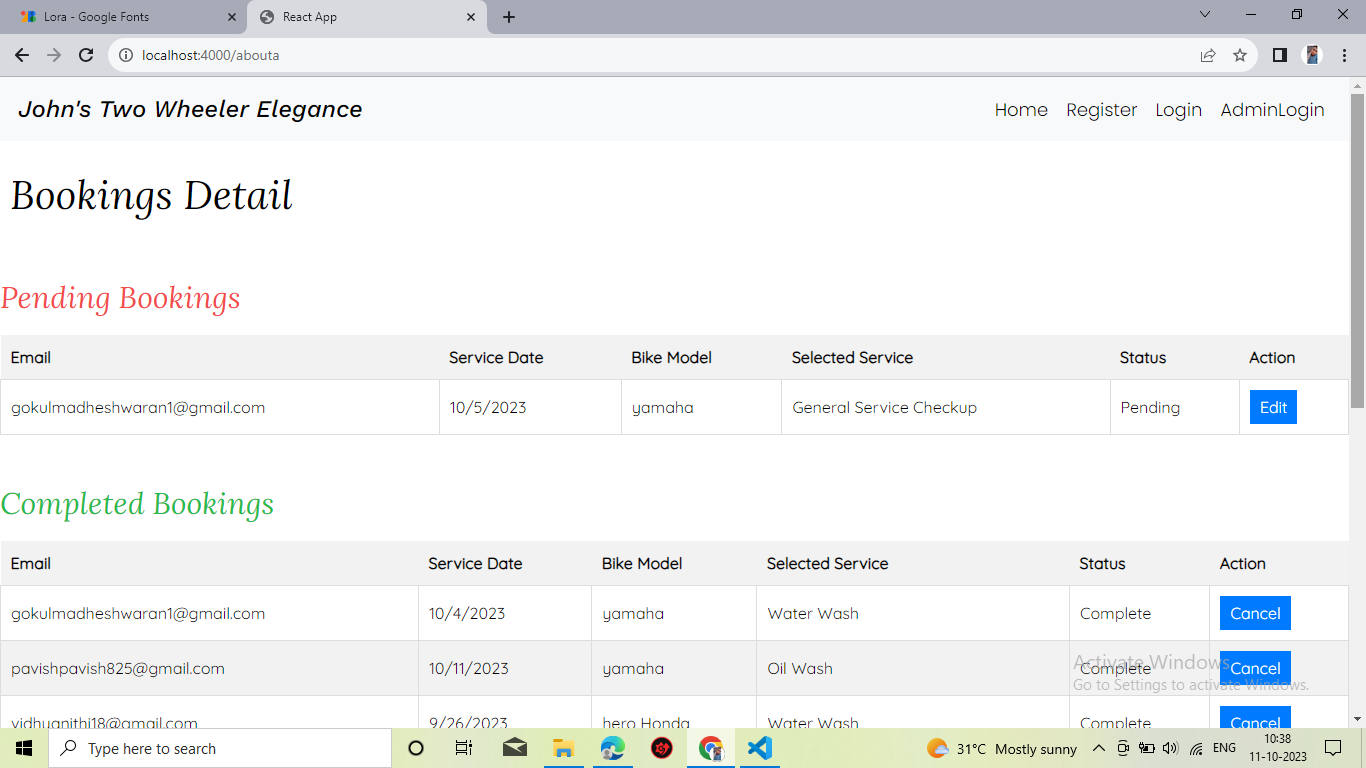 Lora - Google Fonts
React App
localhost:4000/abouta
John's Two Wheeler Elegance
Home Register Login AdminLogin
Bookings Detail
Pending Bookings
Email Service Date Bike Model Selected Service Status Action
gokulmadheshwaran1@gmail.com 10/5/2023 yamaha General Service Checkup Pending Edit
Completed Bookings
Email Service Date Bike Model Selected Service Status Action
gokulmadheshwaran1@gmail.com 10/4/2023 yamaha Water Wash Complete Cancel
pavishpavish825@gmail.com 10/11/2023 yamaha Oil Wash Complete Cancel
Activate Windows
Go to Settings to activate Windows.
vidhyanithi18@gmail.com 9/26/2023 hero Honda Water Wash Complete Cancel
Type here to search
31°C Mostly sunny
ENG
10:38
11-10-2023